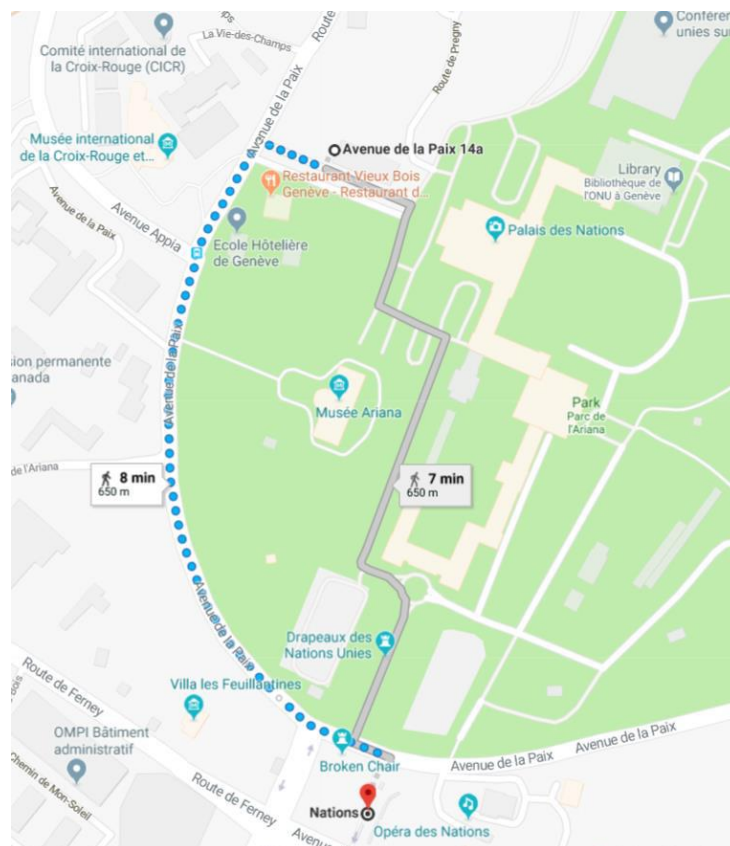 Conféren
unies sur
Comité international de
la Croix-Rouge (CICR)
La Vie-des-Champs
Route
Route de Pregny
Avenue de la Paix
Musée international
de la Croix-Rouge et...
Avenue de la Paix 14a
Restaurant Vieux Bois
Genève - Restaurant d...
Library
Bibliothèque de
l'ONU à Genève
Avenue de la Paix
Avenue Appia
Ecole Hôtelière
de Genève
Palais des Nations
Avenue de la Paix
sion permanente
anada
Musée Ariana
Park
Parc de
l'Ariana
de l'Ariana
8 min
650 m
7 min
650 m
Avenue de la Paix
Drapeaux des
Nations Unies
Route de Ferney
Villa les Feuillantines
Bois
OMPI Bâtiment
administratif
Broken Chair
Avenue de la Paix
Avenue de la Paix
Chemin de Mon-Soleil
Route de Ferney
Nations
Avenue
Opéra des Nations